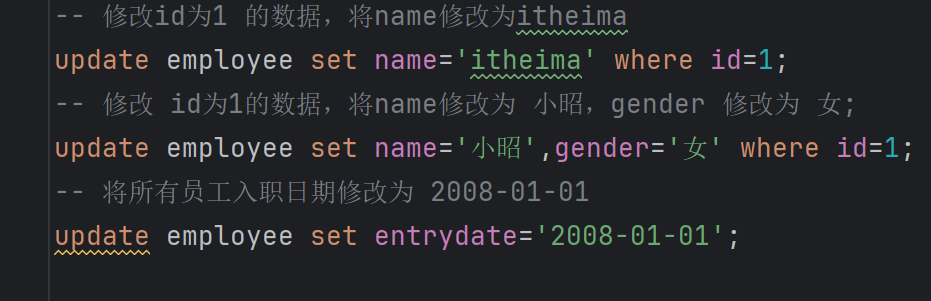 -- 修改id为1 的数据，将name修改为itheima
update employee set name='itheima' where id=1;
-- 修改 id为1的数据，将name修改为 小昭，gender 修改为 女;
update employee set name='小昭',gender='女' where id=1;
-- 将所有员工入职日期修改为 2008-01-01
update employee set entrydate='2008-01-01';